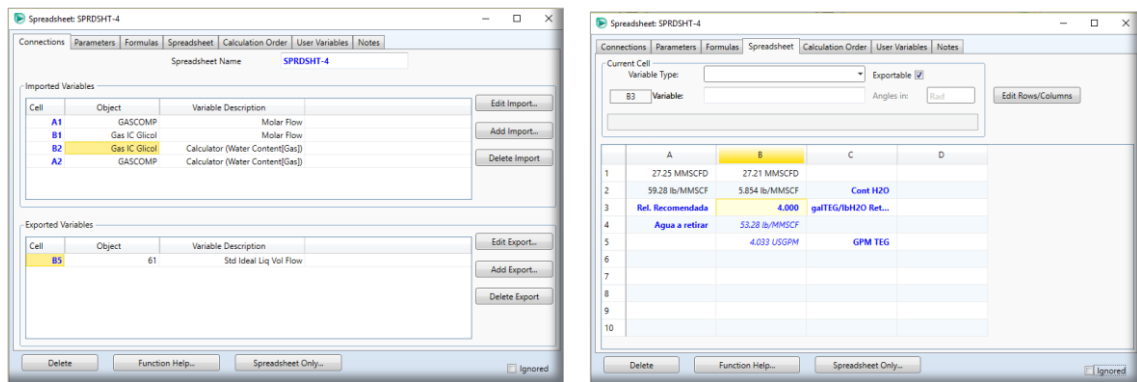 Spreadsheet: SPRDSHT-4
Connections Parameters Formulas Spreadsheet Calculation Order User Variables Notes
Spreadsheet Name SPRDSHT-4
Imported Variables
Cell Object Variable Description
A1 GASCOMP Molar Flow
B1 Gas IC Glicol Molar Flow
B2 Gas IC Glicol Calculator (Water Content[Gas])
A2 GASCOMP Calculator (Water Content[Gas])
Edit Import...
Add Import...
Delete Import
Exported Variables
Cell Object Variable Description
B5 61 Std Ideal Liq Vol Flow
Edit Export...
Add Export...
Delete Export
Delete Function Help... Spreadsheet Only... Ignored
Spreadsheet: SPRDSHT-4
Connections Parameters Formulas Spreadsheet Calculation Order User Variables Notes
Current Cell
Variable Type: Exportable
B3 Variable: Angles in: Rad
Edit Rows/Columns
A B C D
1 27.25 MMSCFD 27.21 MMSCFD
2 59.28 lb/MMSCF 5.854 lb/MMSCF Cont H2O
3 Rel. Recomendada 4.000 galTEG/lbH2O Ret...
4 Agua a retirar 53.28 lb/MMSCF
5 4.033 USGPM GPM TEG
6
7
8
9
10
Delete Function Help... Spreadsheet Only... Ignored